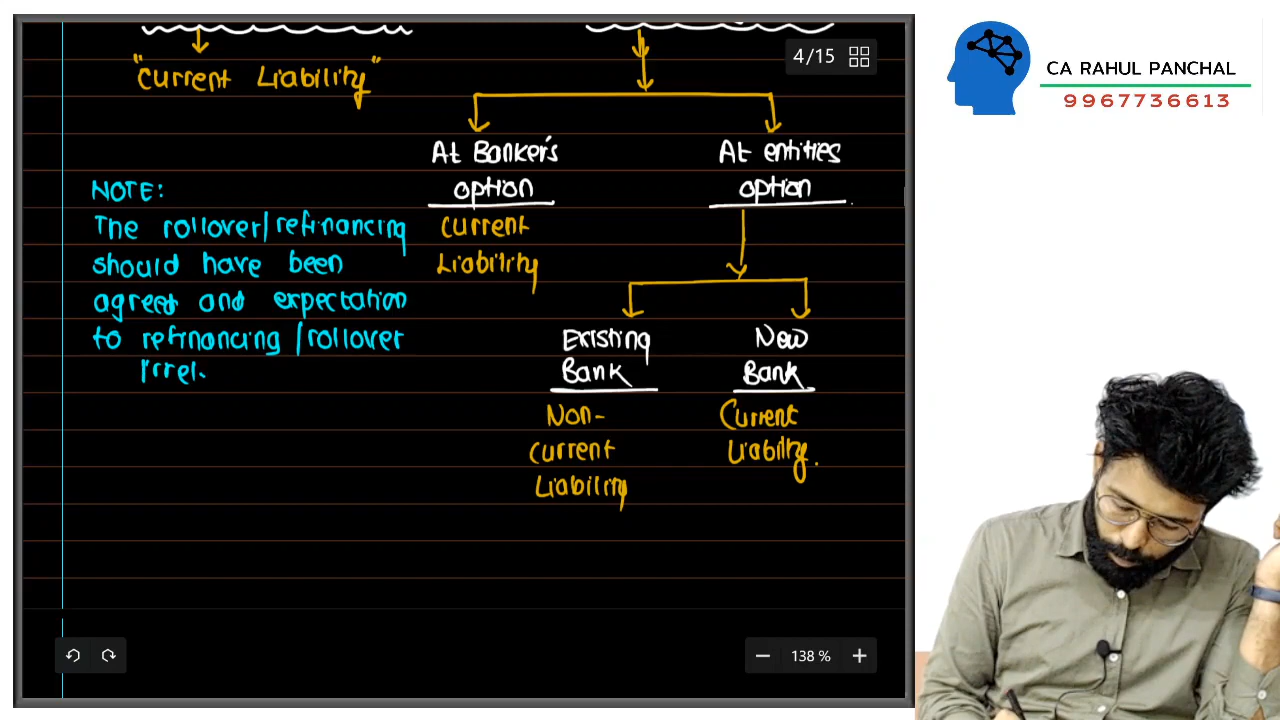 "Current Liability"
4/15
At Banker's
option
Current
Liability
At entities
option
NOTE:
The rollover/refinancing
should have been
agreed and expectation
to refinancing/rollover
Irrel.
Existing
Bank
Non-
Current
Liability
New
Bank
Current
Liability.
138 %
CA RAHUL PANCHAL
9967736613